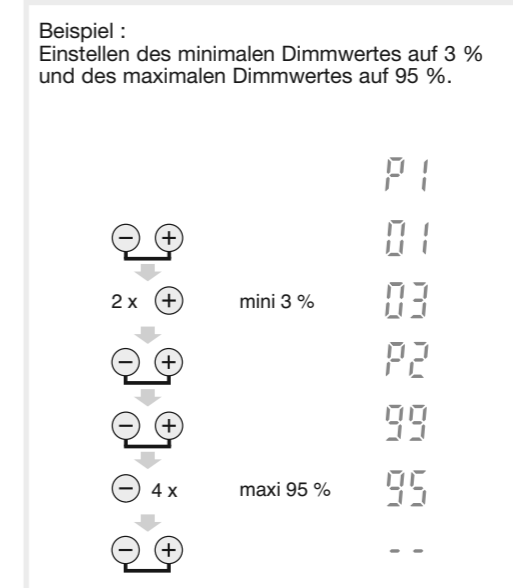 Beispiel :
Einstellen des minimalen Dimmwertes auf 3 %
und des maximalen Dimmwertes auf 95 %.
P1
− + 01
2 x + mini 3 % 03
− + P2
− + 99
− 4 x maxi 95 % 95
− + - -